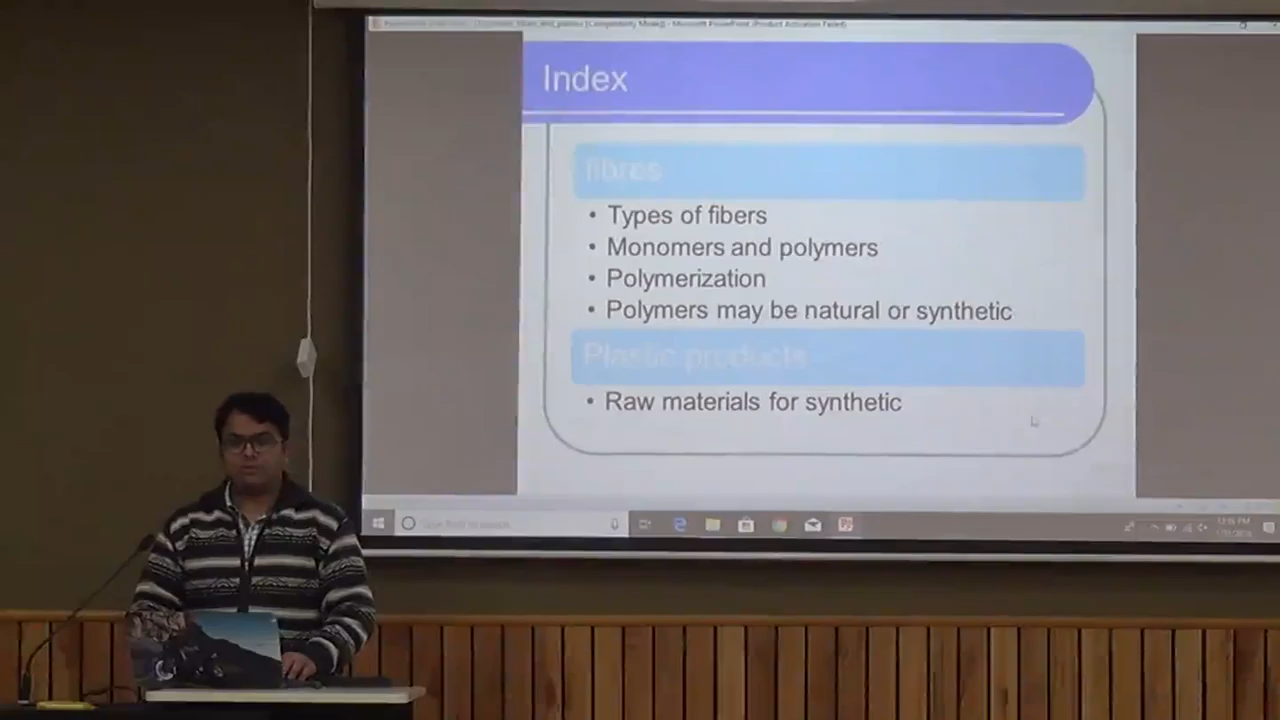 Index
fibres
• Types of fibers
• Monomers and polymers
• Polymerization
• Polymers may be natural or synthetic
Plastic products
• Raw materials for synthetic